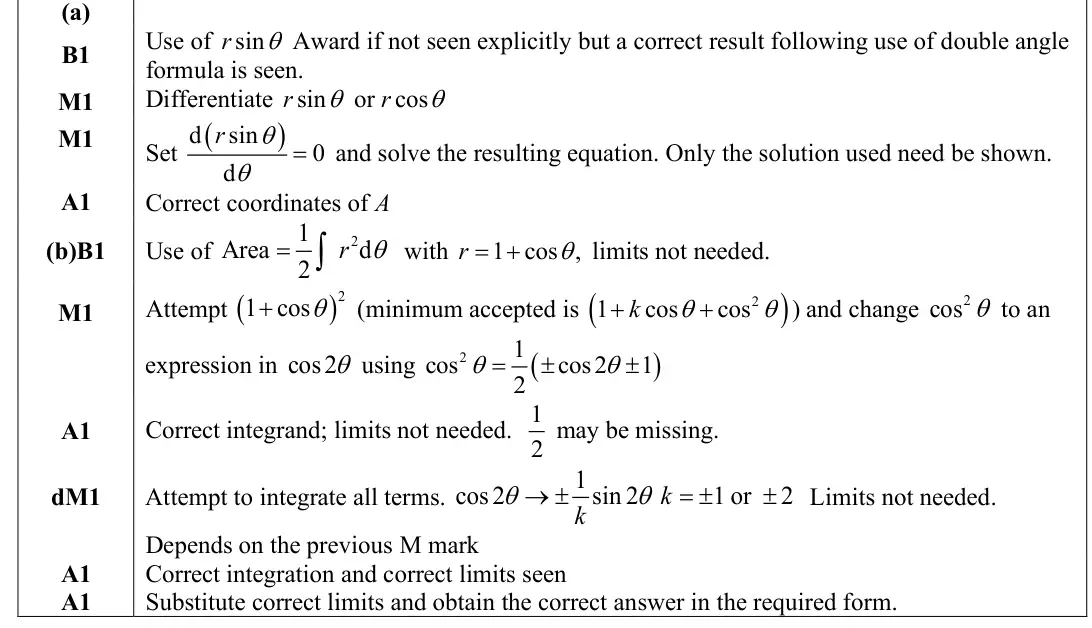 (a)
B1 Use of r sin θ Award if not seen explicitly but a correct result following use of double angle
formula is seen.
M1 Differentiate r sin θ or r cos θ
M1 Set d(r sin θ)/dθ = 0 and solve the resulting equation. Only the solution used need be shown.
A1 Correct coordinates of A
(b)B1 Use of Area = 1/2 ∫ r² dθ with r = 1 + cos θ, limits not needed.
M1 Attempt (1 + cos θ)² (minimum accepted is (1 + k cos θ + cos² θ)) and change cos² θ to an
expression in cos 2θ using cos² θ = 1/2 (± cos 2θ ± 1)
A1 Correct integrand; limits not needed. 1/2 may be missing.
dM1 Attempt to integrate all terms. cos 2θ → ± 1/k sin 2θ k = ±1 or ± 2 Limits not needed.
Depends on the previous M mark
A1 Correct integration and correct limits seen
A1 Substitute correct limits and obtain the correct answer in the required form.